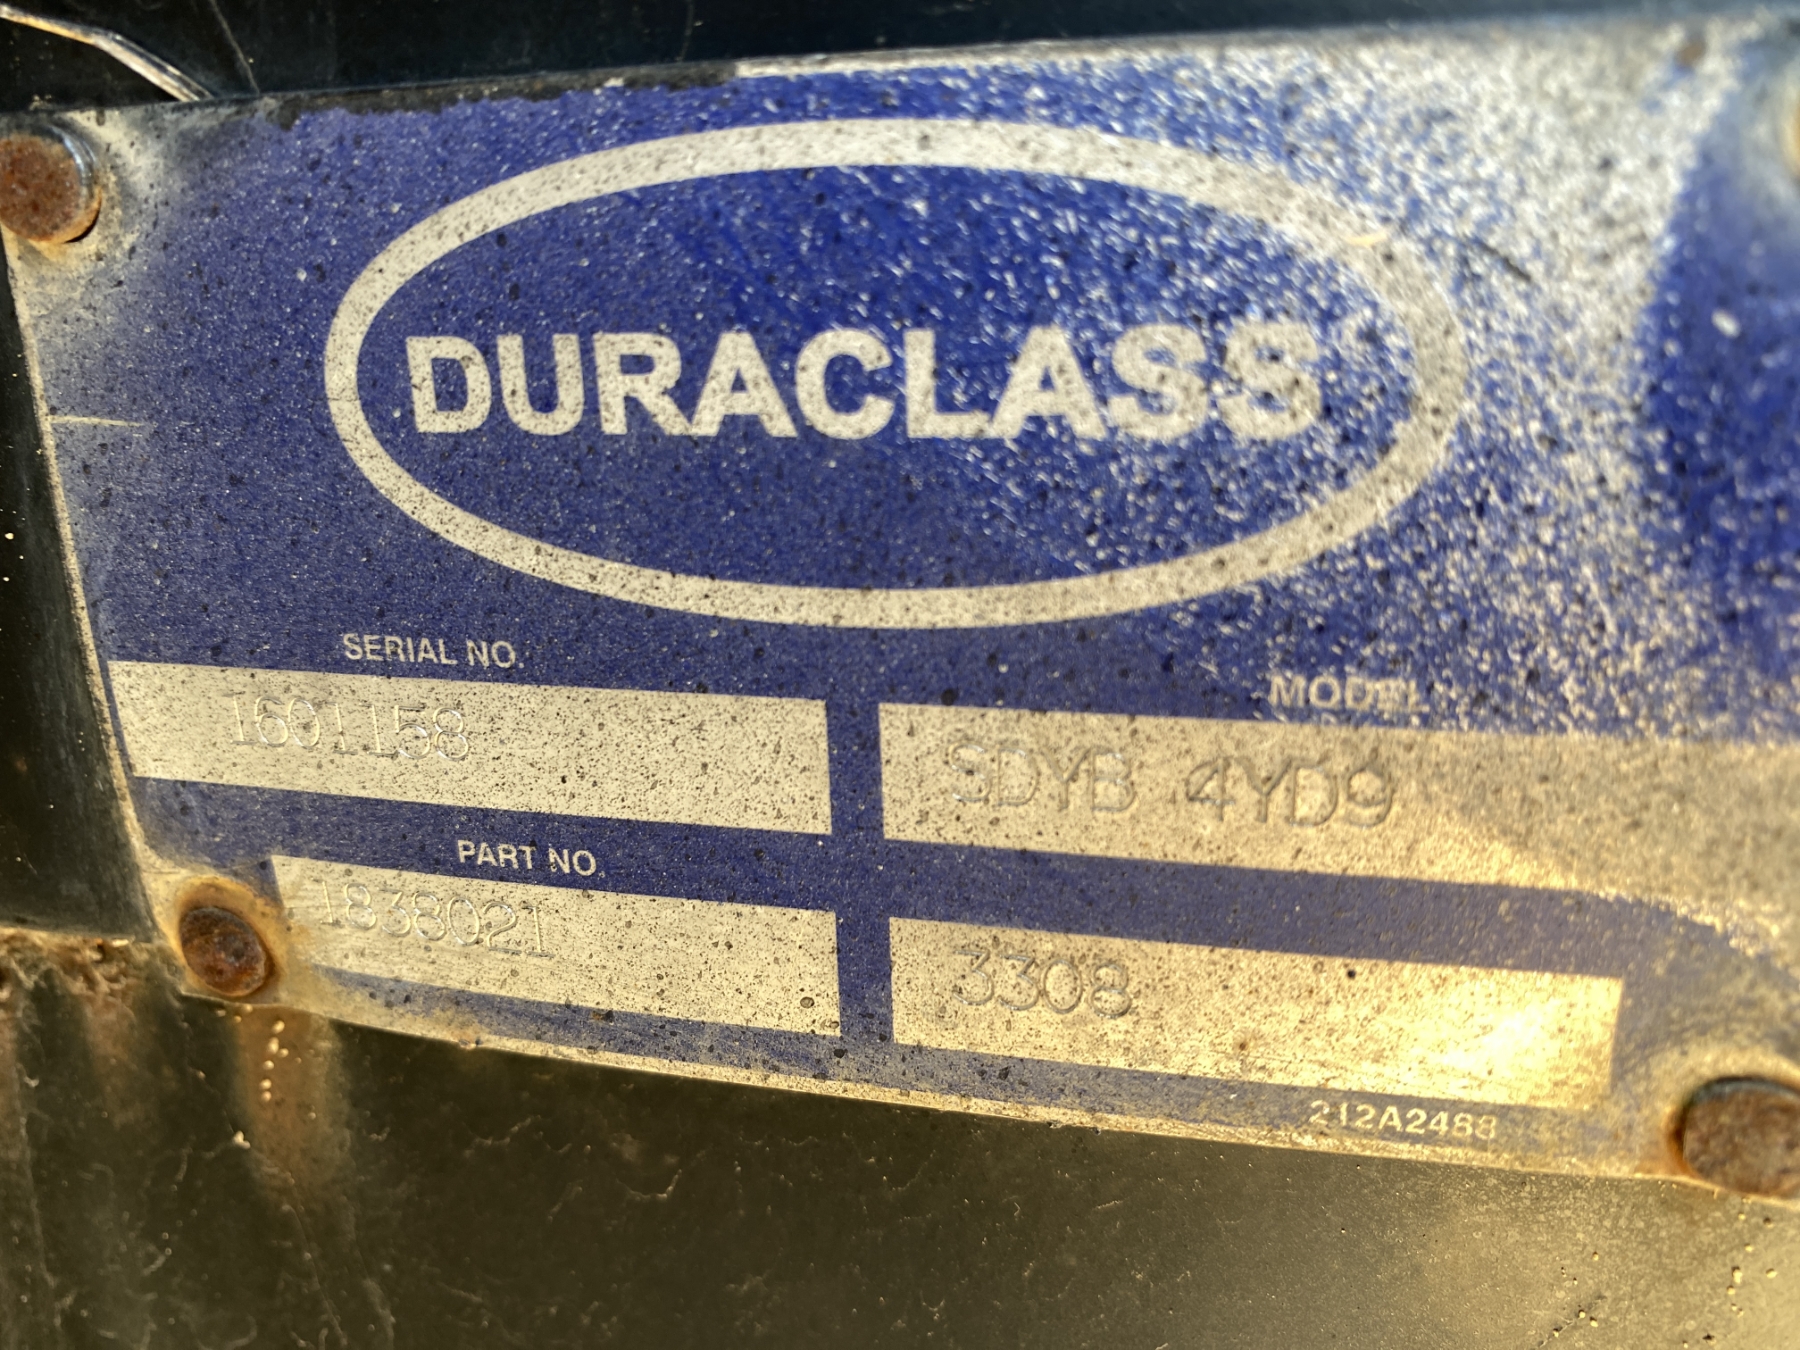 DURACLASS
SERIAL NO.
1601158
MODEL
SDYB 4YD9
PART NO.
1838021
3308
212A2488